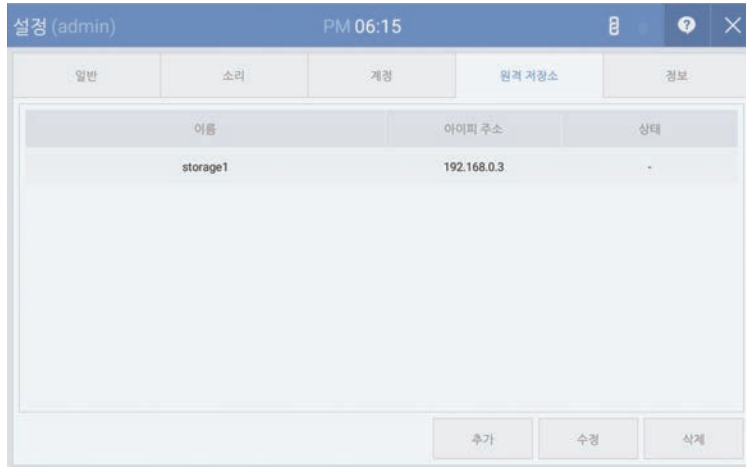 설정 (admin) PM 06:15 ?
일반 소리 계정 원격 저장소 정보
이름 아이피 주소 상태
storage1 192.168.0.3 -
추가 수정 삭제